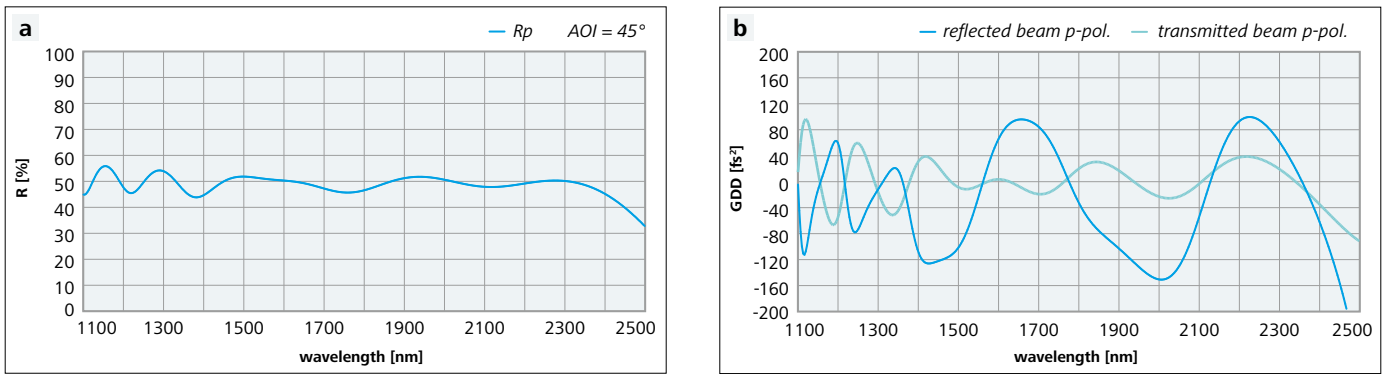 a
Rp AOI = 45°
100
90
80
70
60
50
40
30
20
10
0
R [%]
1100 1300 1500 1700 1900 2100 2300 2500
wavelength [nm]
b
reflected beam p-pol. transmitted beam p-pol.
200
160
120
80
40
0
-40
-80
-120
-160
-200
GDD [fs²]
1100 1300 1500 1700 1900 2100 2300 2500
wavelength [nm]